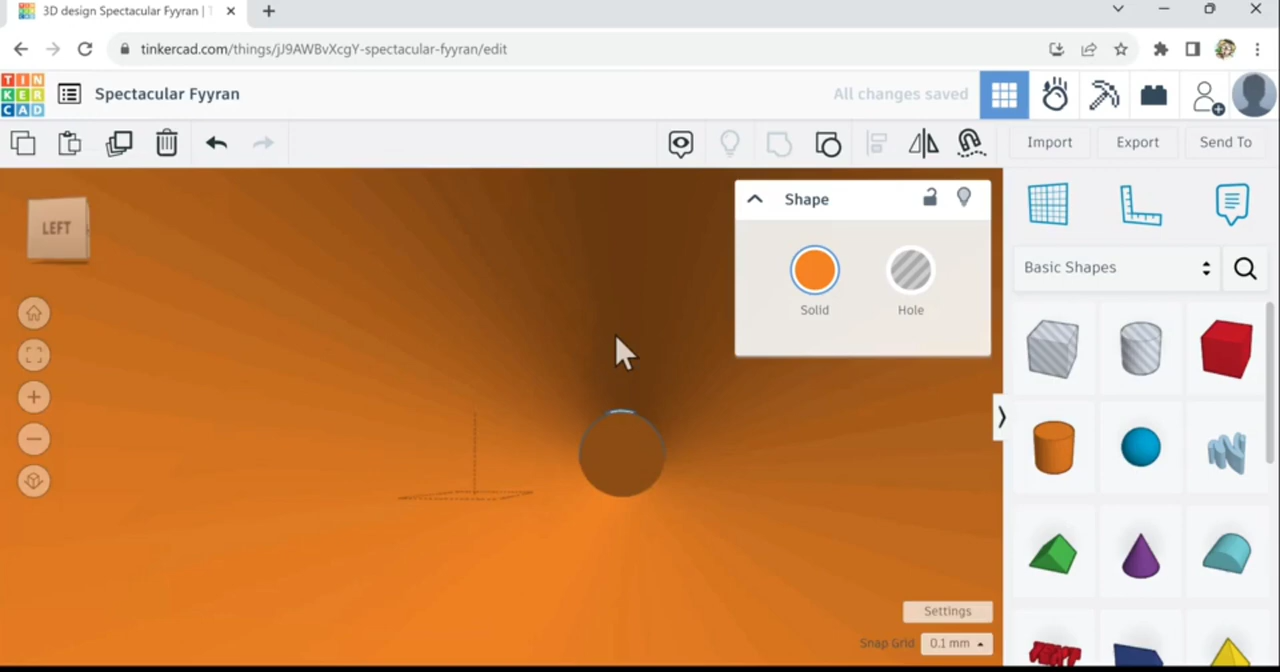 3D design Spectacular Fyyran |
tinkercad.com/things/jJ9AWBvXcgY-spectacular-fyyran/edit
TIN
KER
CAD
Spectacular Fyyran
All changes saved
Import
Export
Send To
LEFT
Shape
Solid
Hole
Basic Shapes
TEXT
Settings
Snap Grid
0.1 mm